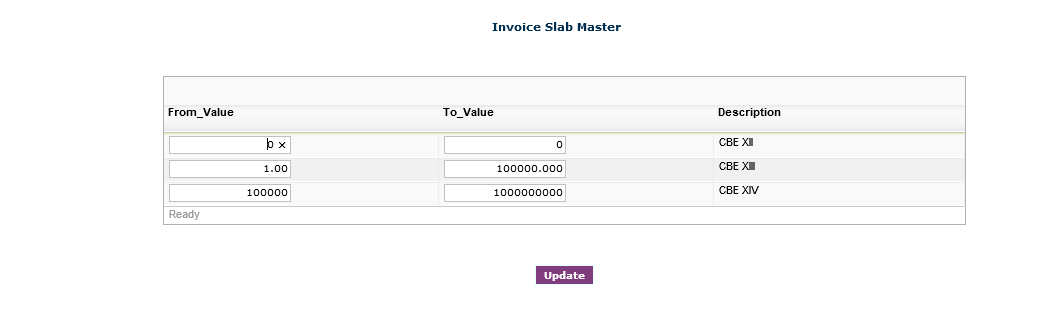 Invoice Slab Master
From_Value To_Value Description
0 × 0 CBE XII
1.00 100000.000 CBE XIII
100000 1000000000 CBE XIV
Ready
Update